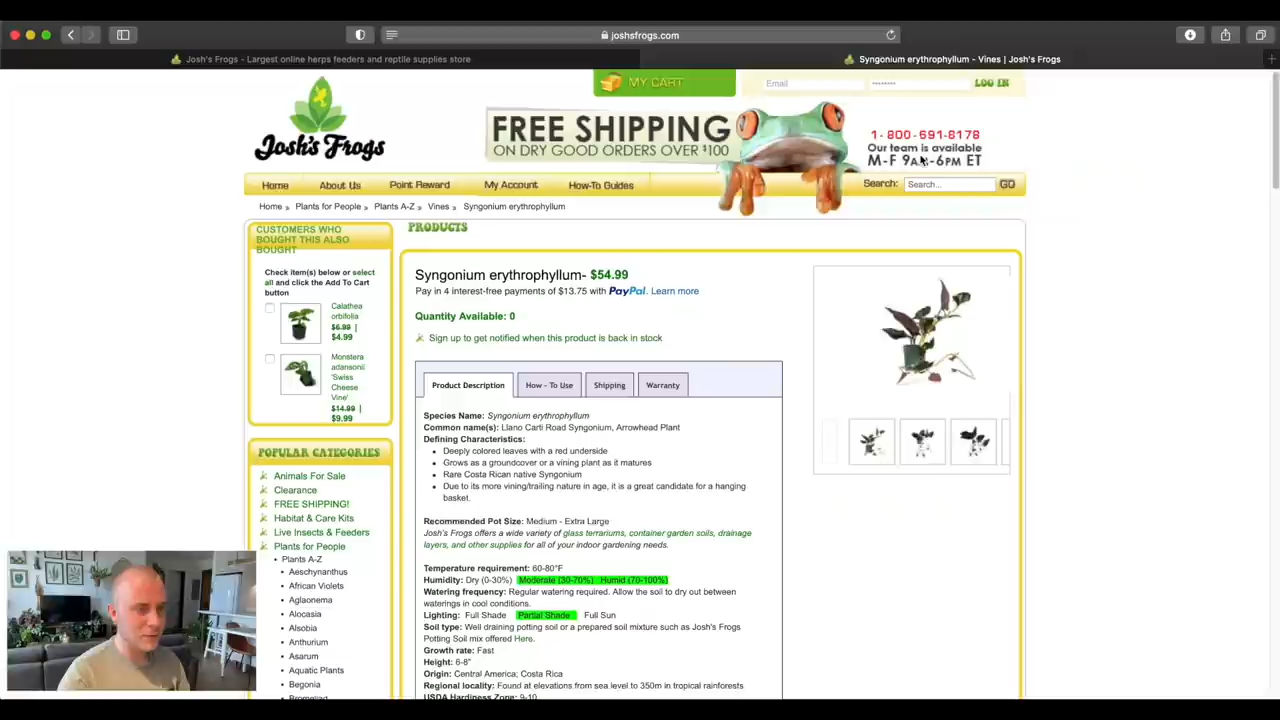 joshsfrogs.com
Josh's Frogs - Largest online herps feeders and reptile supplies store
Syngonium erythrophyllum - Vines | Josh's Frogs
MY CART
Email
LOG IN
Josh's Frogs
FREE SHIPPING
ON DRY GOOD ORDERS OVER $100
1-800-691-8178
Our team is available
M-F 9AM-6PM ET
Home
About Us
Point Reward
My Account
How-To Guides
Search:
Search...
GO
Home » Plants for People » Plants A-Z » Vines » Syngonium erythrophyllum
CUSTOMERS WHO
BOUGHT THIS ALSO
BOUGHT
Check item(s) below or select
all and click the Add To Cart
button
Calathea
orbifolia
$6.99 |
$4.99
Monstera
adansonii
'Swiss
Cheese
Vine'
$14.99 |
$9.99
POPULAR CATEGORIES
Animals For Sale
Clearance
FREE SHIPPING!
Habitat & Care Kits
Live Insects & Feeders
Plants for People
Plants A-Z
Aeschynanthus
African Violets
Aglaonema
Alocasia
Alsobia
Anthurium
Asarum
Aquatic Plants
Begonia
Bromeliad
PRODUCTS
Syngonium erythrophyllum- $54.99
Pay in 4 interest-free payments of $13.75 with PayPal. Learn more
Quantity Available: 0
Sign up to get notified when this product is back in stock
Product Description
How - To Use
Shipping
Warranty
Species Name: Syngonium erythrophyllum
Common name(s): Llano Carti Road Syngonium, Arrowhead Plant
Defining Characteristics:
Deeply colored leaves with a red underside
Grows as a groundcover or a vining plant as it matures
Rare Costa Rican native Syngonium
Due to its more vining/trailing nature in age, it is a great candidate for a hanging
basket.
Recommended Pot Size: Medium - Extra Large
Josh's Frogs offers a wide variety of glass terrariums, container garden soils, drainage
layers, and other supplies for all of your indoor gardening needs.
Temperature requirement: 60-80°F
Humidity: Dry (0-30%) Moderate (30-70%) Humid (70-100%)
Watering frequency: Regular watering required. Allow the soil to dry out between
waterings in cool conditions.
Lighting: Full Shade Partial Shade Full Sun
Soil type: Well draining potting soil or a prepared soil mixture such as Josh's Frogs
Potting Soil mix offered Here.
Growth rate: Fast
Height: 6-8"
Origin: Central America; Costa Rica
Regional locality: Found at elevations from sea level to 350m in tropical rainforests
USDA Hardiness Zone: 9-10